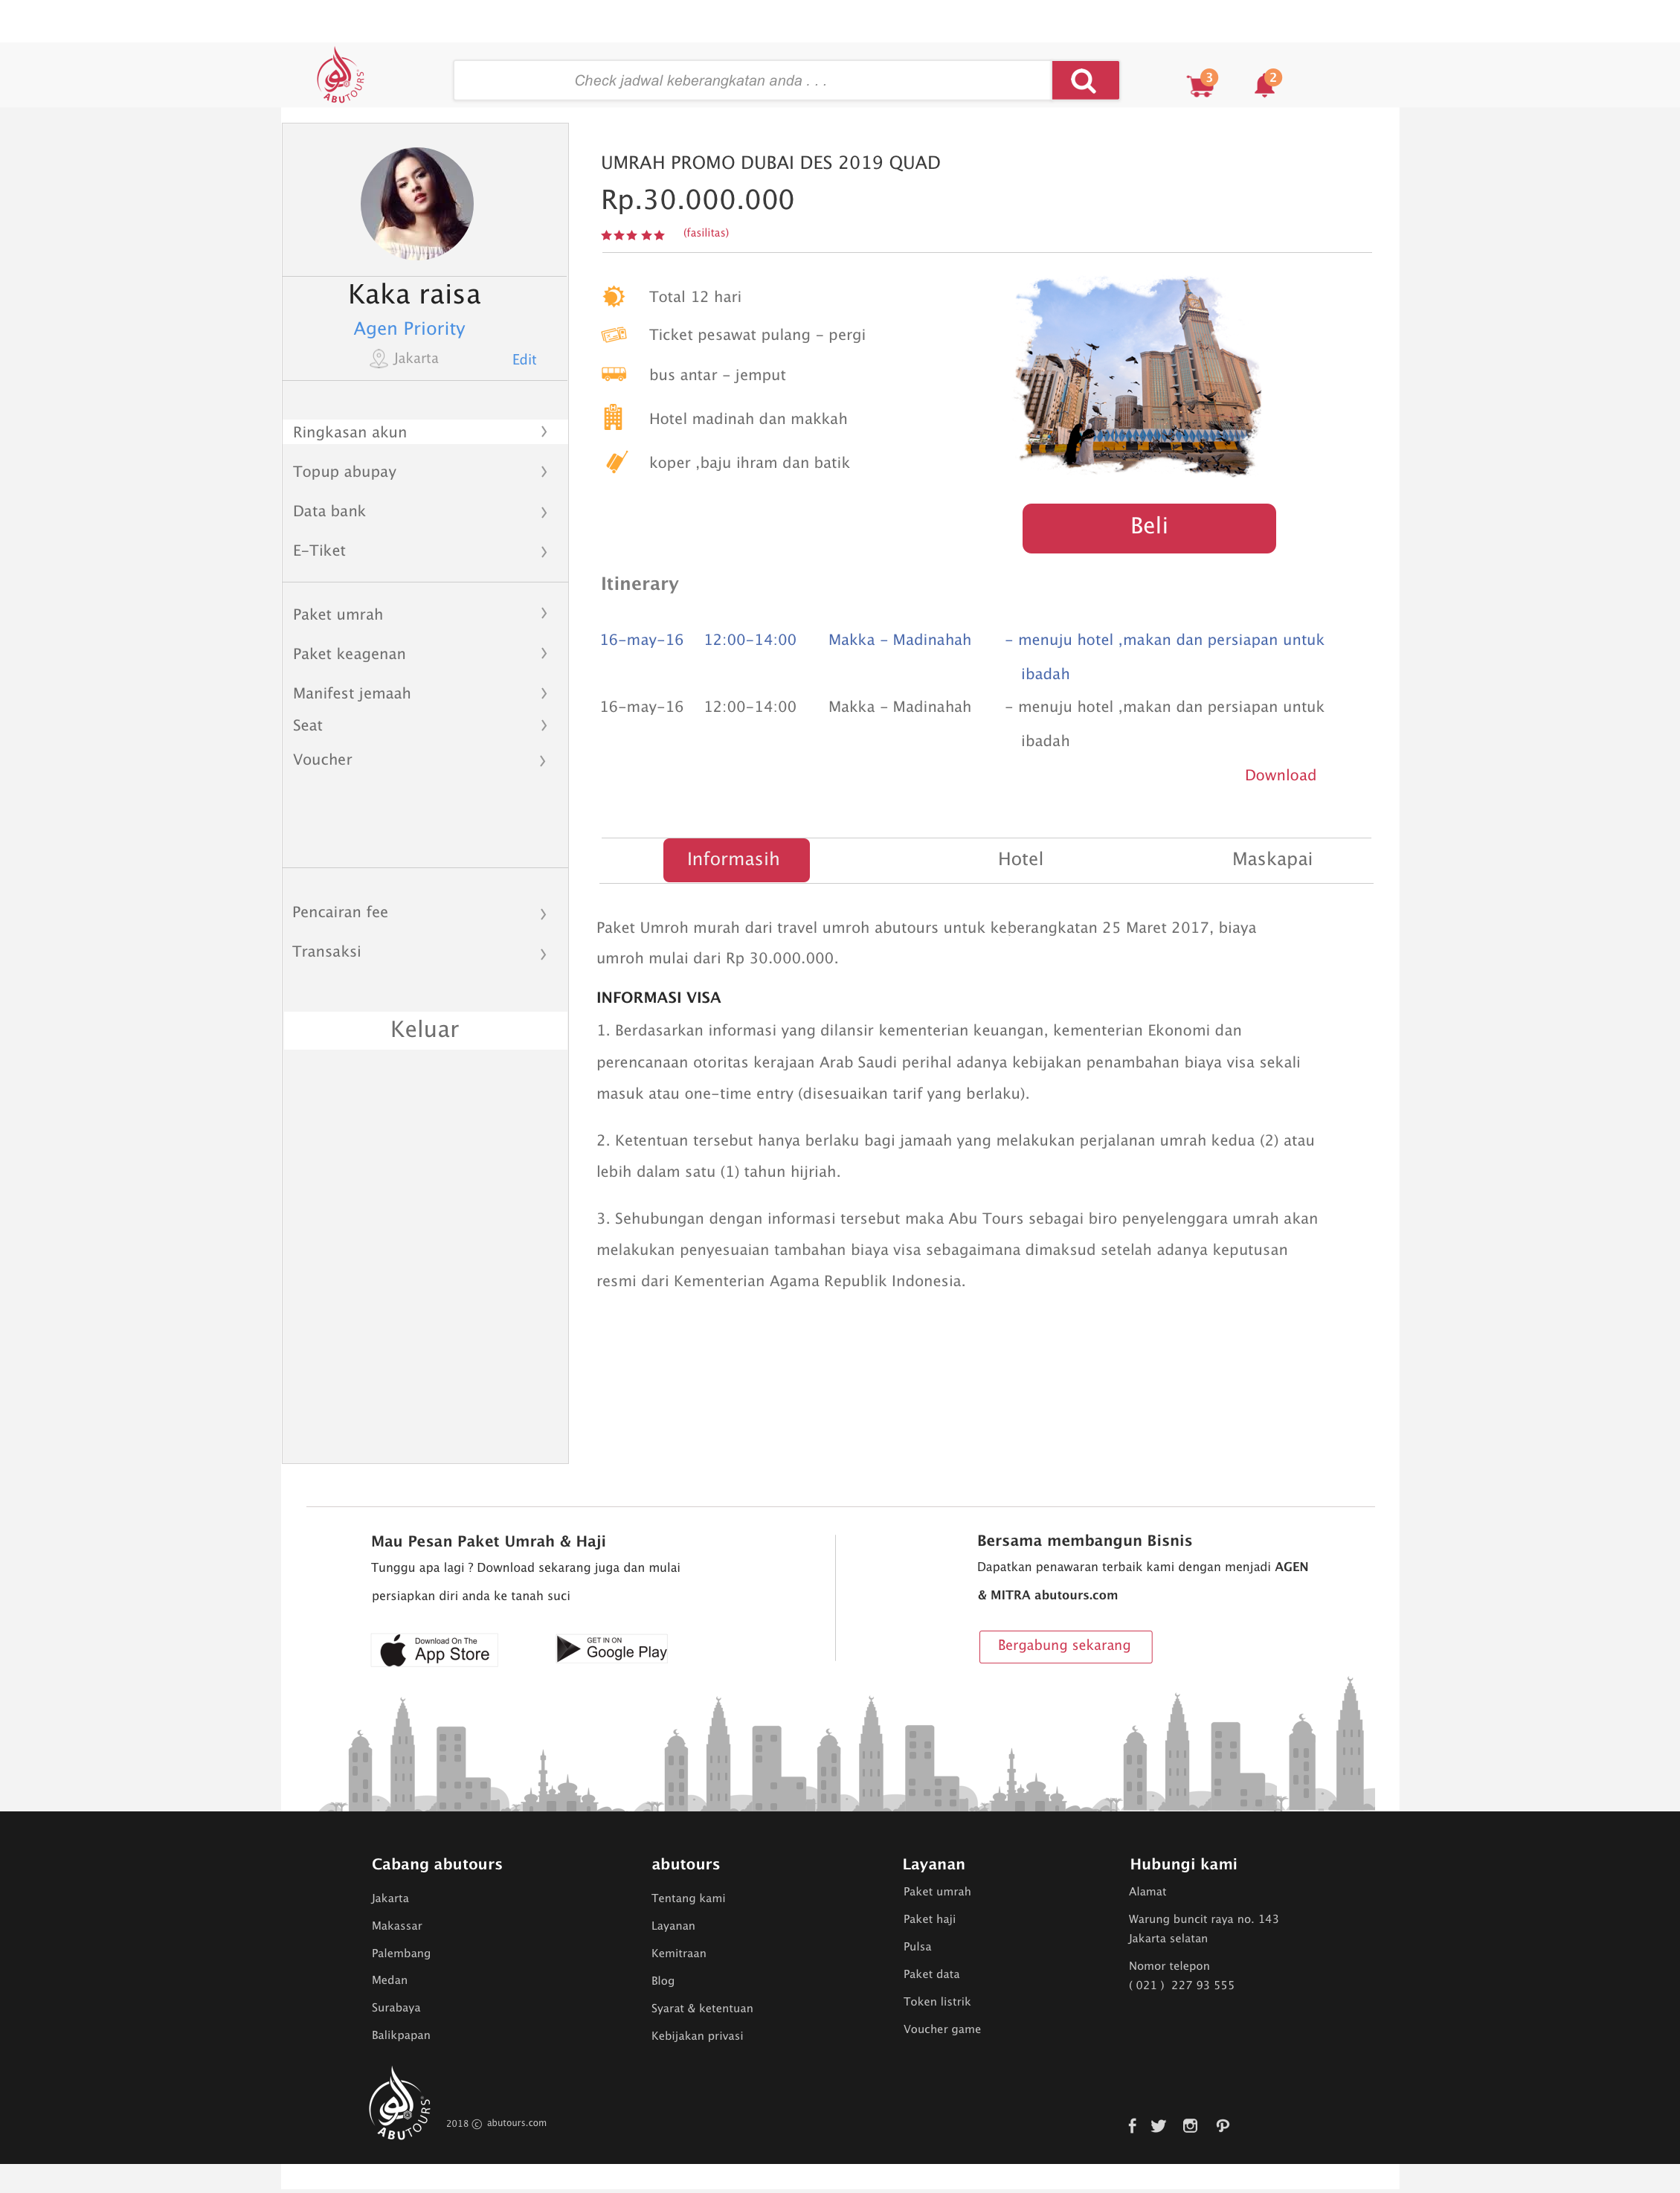 ABUTOURS
Check jadwal keberangkatan anda . . .
3
2
Kaka raisa
Agen Priority
Jakarta
Edit
Ringkasan akun
Topup abupay
Data bank
E-Tiket
Paket umrah
Paket keagenan
Manifest jemaah
Seat
Voucher
Pencairan fee
Transaksi
Keluar
UMRAH PROMO DUBAI DES 2019 QUAD
Rp.30.000.000
(fasilitas)
Total 12 hari
Ticket pesawat pulang - pergi
bus antar - jemput
Hotel madinah dan makkah
koper ,baju ihram dan batik
Beli
Itinerary
16-may-16 12:00-14:00 Makka - Madinahah - menuju hotel ,makan dan persiapan untuk
ibadah
16-may-16 12:00-14:00 Makka - Madinahah - menuju hotel ,makan dan persiapan untuk
ibadah
Download
Informasih Hotel Maskapai
Paket Umroh murah dari travel umroh abutours untuk keberangkatan 25 Maret 2017, biaya
umroh mulai dari Rp 30.000.000.
INFORMASI VISA
1. Berdasarkan informasi yang dilansir kementerian keuangan, kementerian Ekonomi dan
perencanaan otoritas kerajaan Arab Saudi perihal adanya kebijakan penambahan biaya visa sekali
masuk atau one-time entry (disesuaikan tarif yang berlaku).
2. Ketentuan tersebut hanya berlaku bagi jamaah yang melakukan perjalanan umrah kedua (2) atau
lebih dalam satu (1) tahun hijriah.
3. Sehubungan dengan informasi tersebut maka Abu Tours sebagai biro penyelenggara umrah akan
melakukan penyesuaian tambahan biaya visa sebagaimana dimaksud setelah adanya keputusan
resmi dari Kementerian Agama Republik Indonesia.
Mau Pesan Paket Umrah & Haji
Tunggu apa lagi ? Download sekarang juga dan mulai
persiapkan diri anda ke tanah suci
Download On The
App Store
GET IN ON
Google Play
Bersama membangun Bisnis
Dapatkan penawaran terbaik kami dengan menjadi AGEN
& MITRA abutours.com
Bergabung sekarang
Cabang abutours
Jakarta
Makassar
Palembang
Medan
Surabaya
Balikpapan
abutours
Tentang kami
Layanan
Kemitraan
Blog
Syarat & ketentuan
Kebijakan privasi
Layanan
Paket umrah
Paket haji
Pulsa
Paket data
Token listrik
Voucher game
Hubungi kami
Alamat
Warung buncit raya no. 143
Jakarta selatan
Nomor telepon
( 021 ) 227 93 555
ABUTOURS
2018 © abutours.com